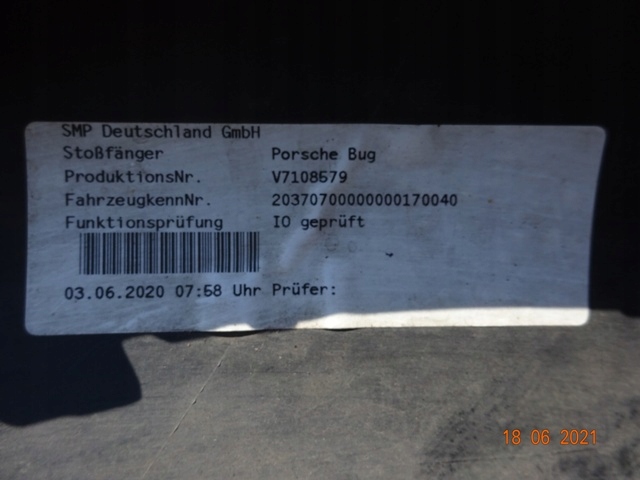 SMP Deutschland GmbH
Stoßfänger Porsche Bug
ProduktionsNr. V7108579
FahrzeugkennNr. 20370700000000170040
Funktionsprüfung IO geprüft
03.06.2020 07:58 Uhr Prüfer:
18 06 2021